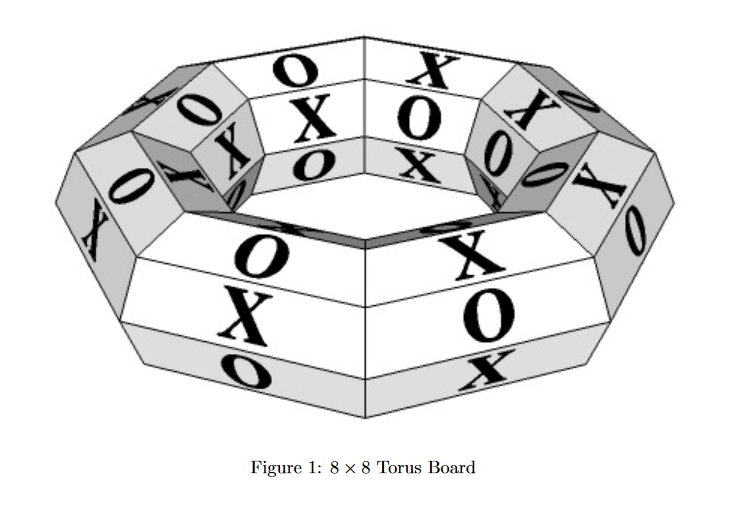 O X
X O X O X O
X O
O X O O X X O X
X X O O
O X
X O
O X
Figure 1: 8 × 8 Torus Board